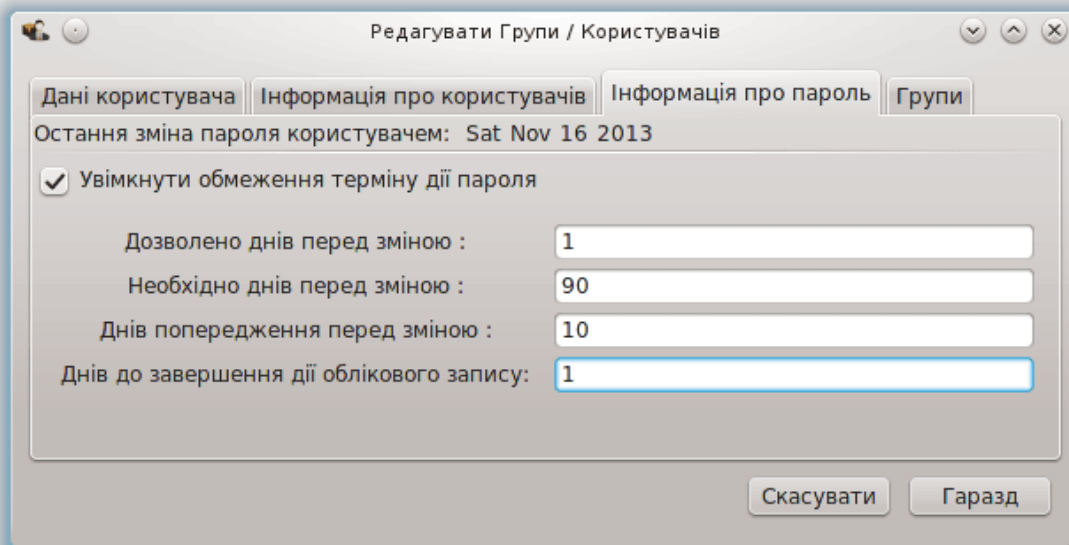 Редагувати Групи / Користувачів
Дані користувача Інформація про користувачів Інформація про пароль Групи
Остання зміна пароля користувачем: Sat Nov 16 2013
Увімкнути обмеження терміну дії пароля
Дозволено днів перед зміною : 1
Необхідно днів перед зміною : 90
Днів попередження перед зміною : 10
Днів до завершення дії облікового запису: 1
Скасувати Гаразд